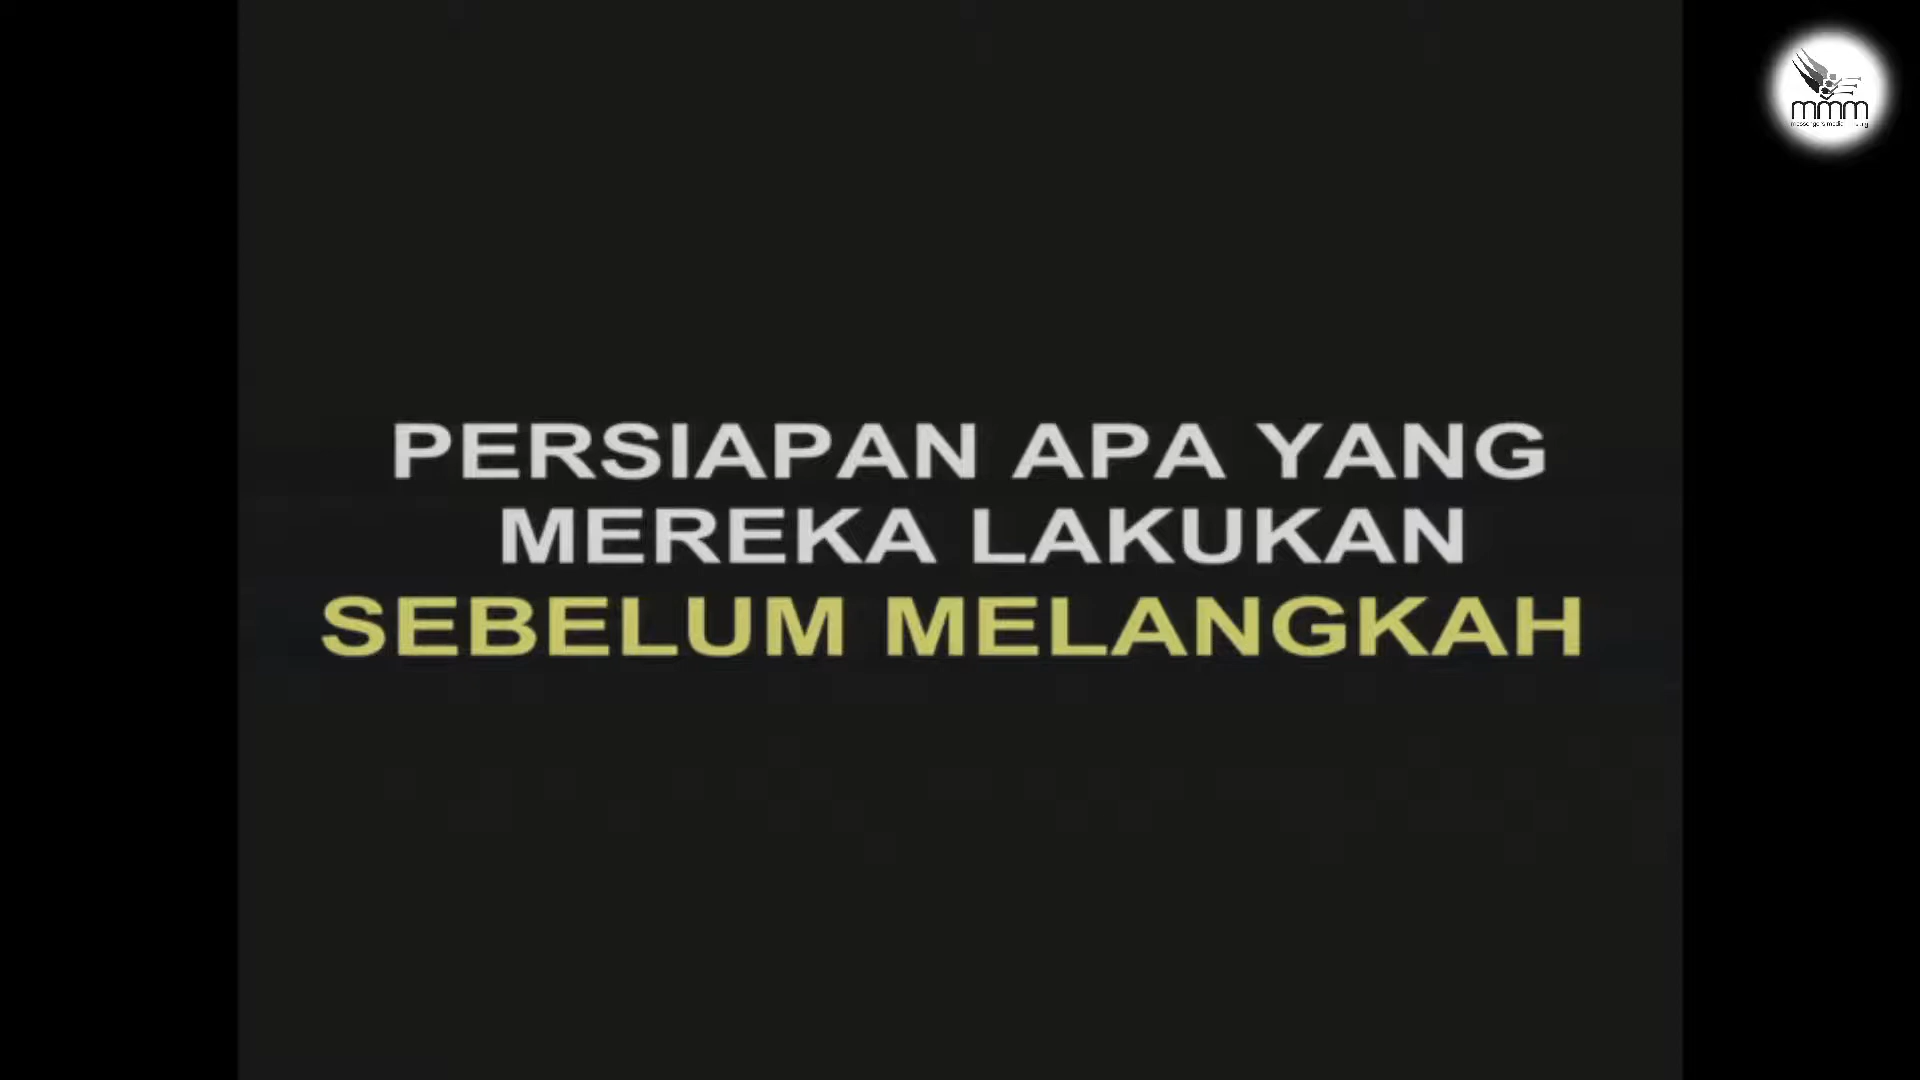 mmm
PERSIAPAN APA YANG
MEREKA LAKUKAN
SEBELUM MELANGKAH